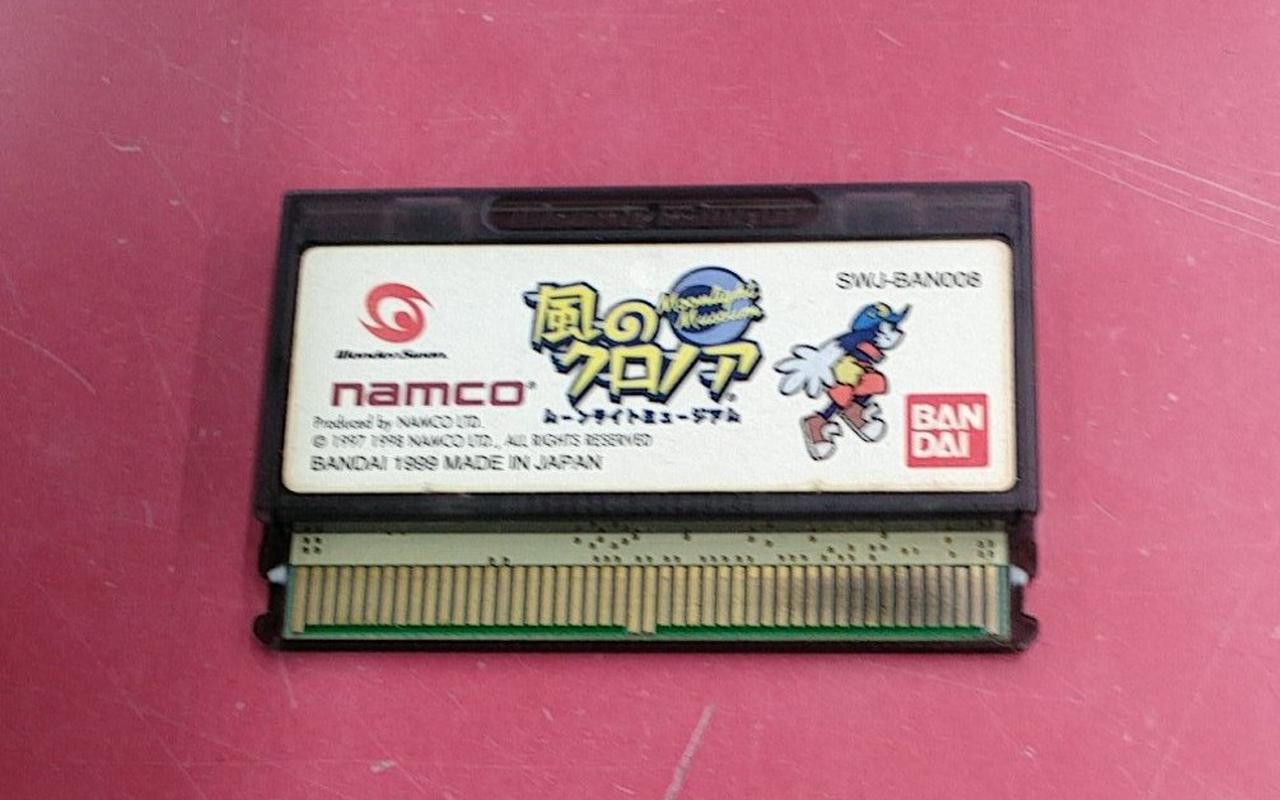 SWJ-BAN008
WonderSwan
風の
クロノア
Moonlight
Museum
ムーンライトミュージアム
namco®
Produced by NAMCO LTD.
© 1997 1998 NAMCO LTD., ALL RIGHTS RESERVED
BANDAI 1999 MADE IN JAPAN
BAN
DAI